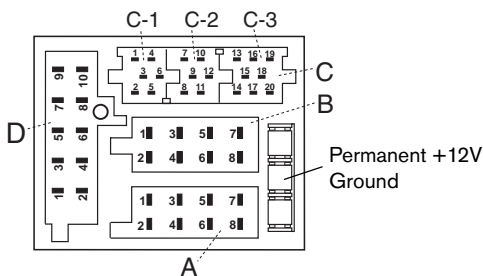 C-1 C-2 C-3
1 4 7 10 13 16 19
3 6 9 12 15 18
2 5 8 11 14 17 20
C
9 10
7 8
5 6
3 4
1 2
D
B
1 3 5 7
2 4 6 8
Permanent +12V
Ground
1 3 5 7
2 4 6 8
A